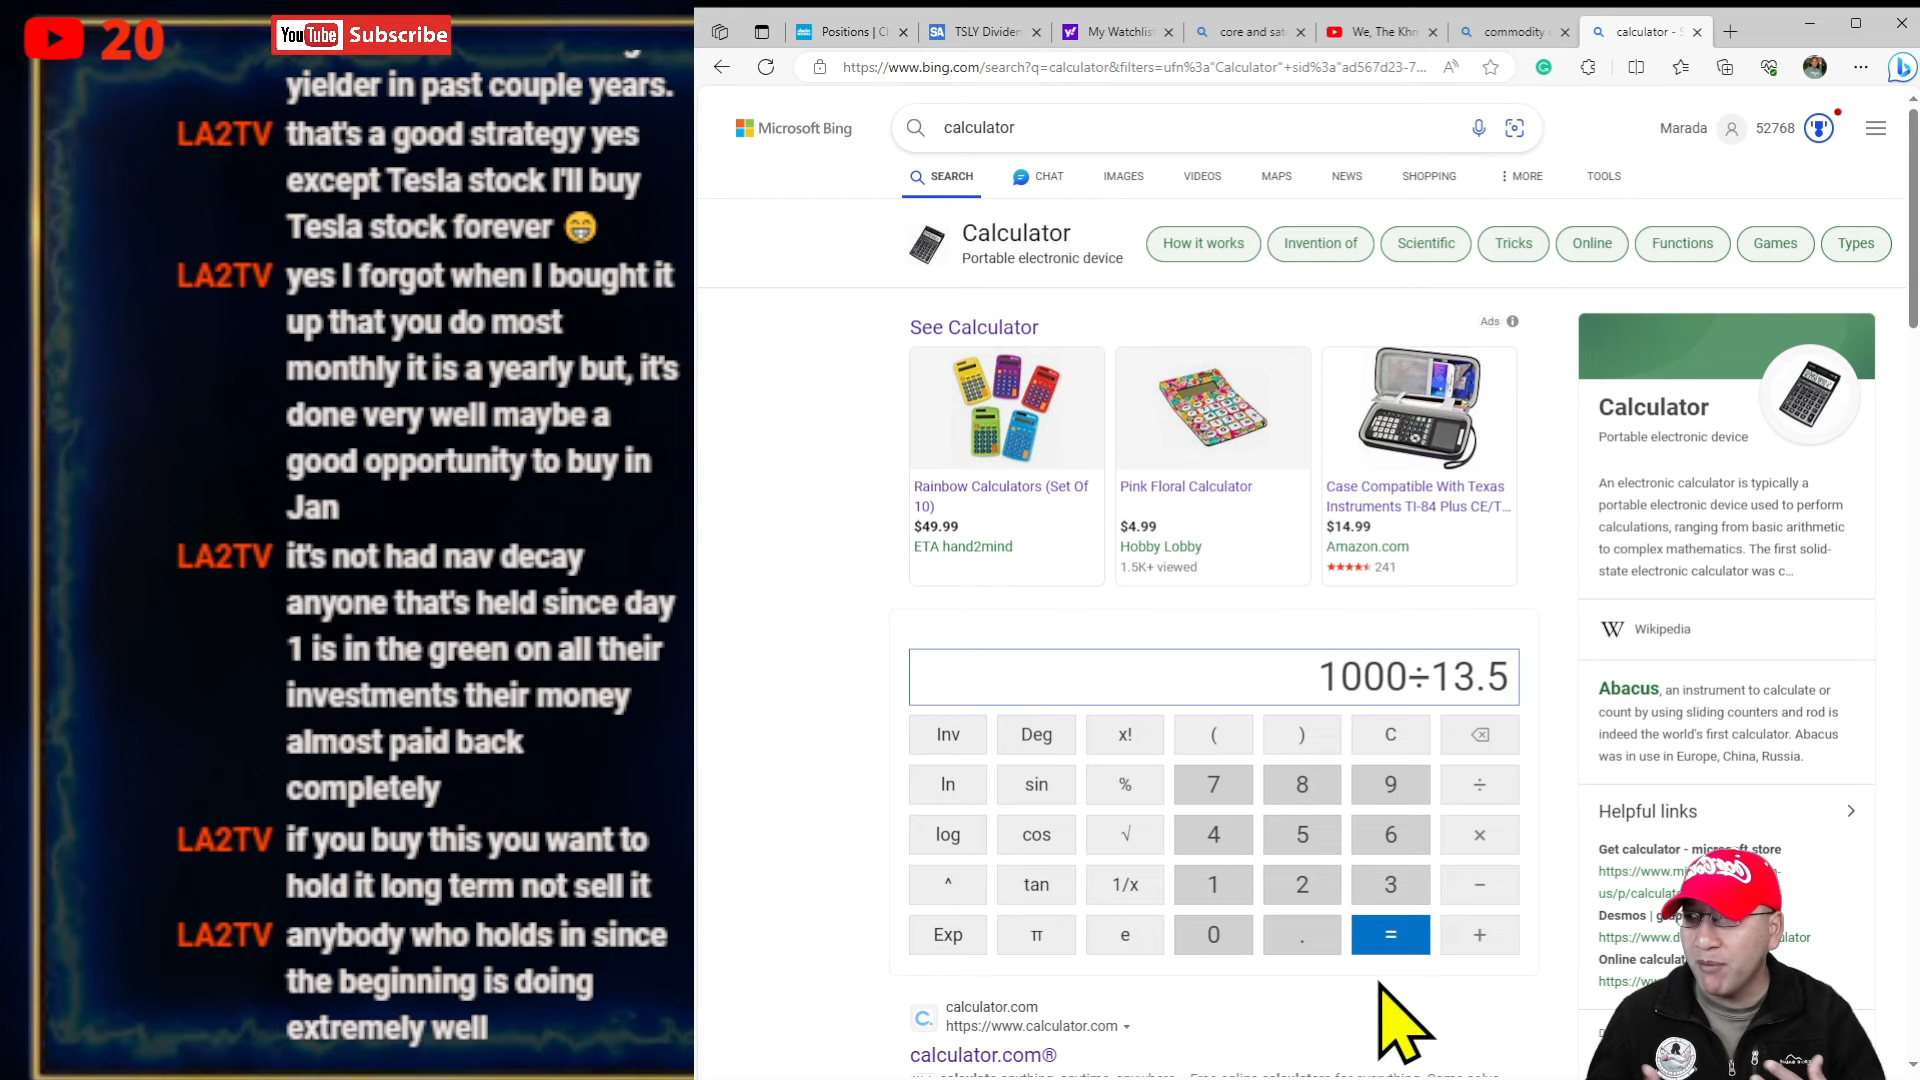 20
YouTube Subscribe
yielder in past couple years.
LA2TV that's a good strategy yes
except Tesla stock I'll buy
Tesla stock forever 😁
LA2TV yes I forgot when I bought it
up that you do most
monthly it is a yearly but, it's
done very well maybe a
good opportunity to buy in
Jan
LA2TV it's not had nav decay
anyone that's held since day
1 is in the green on all their
investments their money
almost paid back
completely
LA2TV if you buy this you want to
hold it long term not sell it
LA2TV anybody who holds in since
the beginning is doing
extremely well
Positions | Ch
SA TSLY Dividen
y! My Watchlist
core and sat
We, The Khm
commodity
calculator - S
https://www.bing.com/search?q=calculator&filters=ufn%3a"Calculator"+sid%3a"ad567d23-7...
Microsoft Bing
calculator
Marada 52768
SEARCH CHAT IMAGES VIDEOS MAPS NEWS SHOPPING MORE TOOLS
Calculator
Portable electronic device
How it works Invention of Scientific Tricks Online Functions Games Types
See Calculator
Ads
Rainbow Calculators (Set Of
10)
$49.99
ETA hand2mind
Pink Floral Calculator
$4.99
Hobby Lobby
1.5K+ viewed
Case Compatible With Texas
Instruments TI-84 Plus CE/T...
$14.99
Amazon.com
241
1000÷13.5
Inv Deg x! ( ) C
ln sin % 7 8 9 ÷
log cos √ 4 5 6 ×
^ tan 1/x 1 2 3 −
Exp π e 0 . = +
calculator.com
https://www.calculator.com
calculator.com®
Calculator
Portable electronic device
An electronic calculator is typically a
portable electronic device used to perform
calculations, ranging from basic arithmetic
to complex mathematics. The first solid-
state electronic calculator was c...
W Wikipedia
Abacus, an instrument to calculate or
count by using sliding counters and rod is
indeed the world's first calculator. Abacus
was in use in Europe, China, Russia.
Helpful links
Get calculator - microsoft store
https://www.mi
us/p/calculat
Desmos |
https://www.d
Online calculat